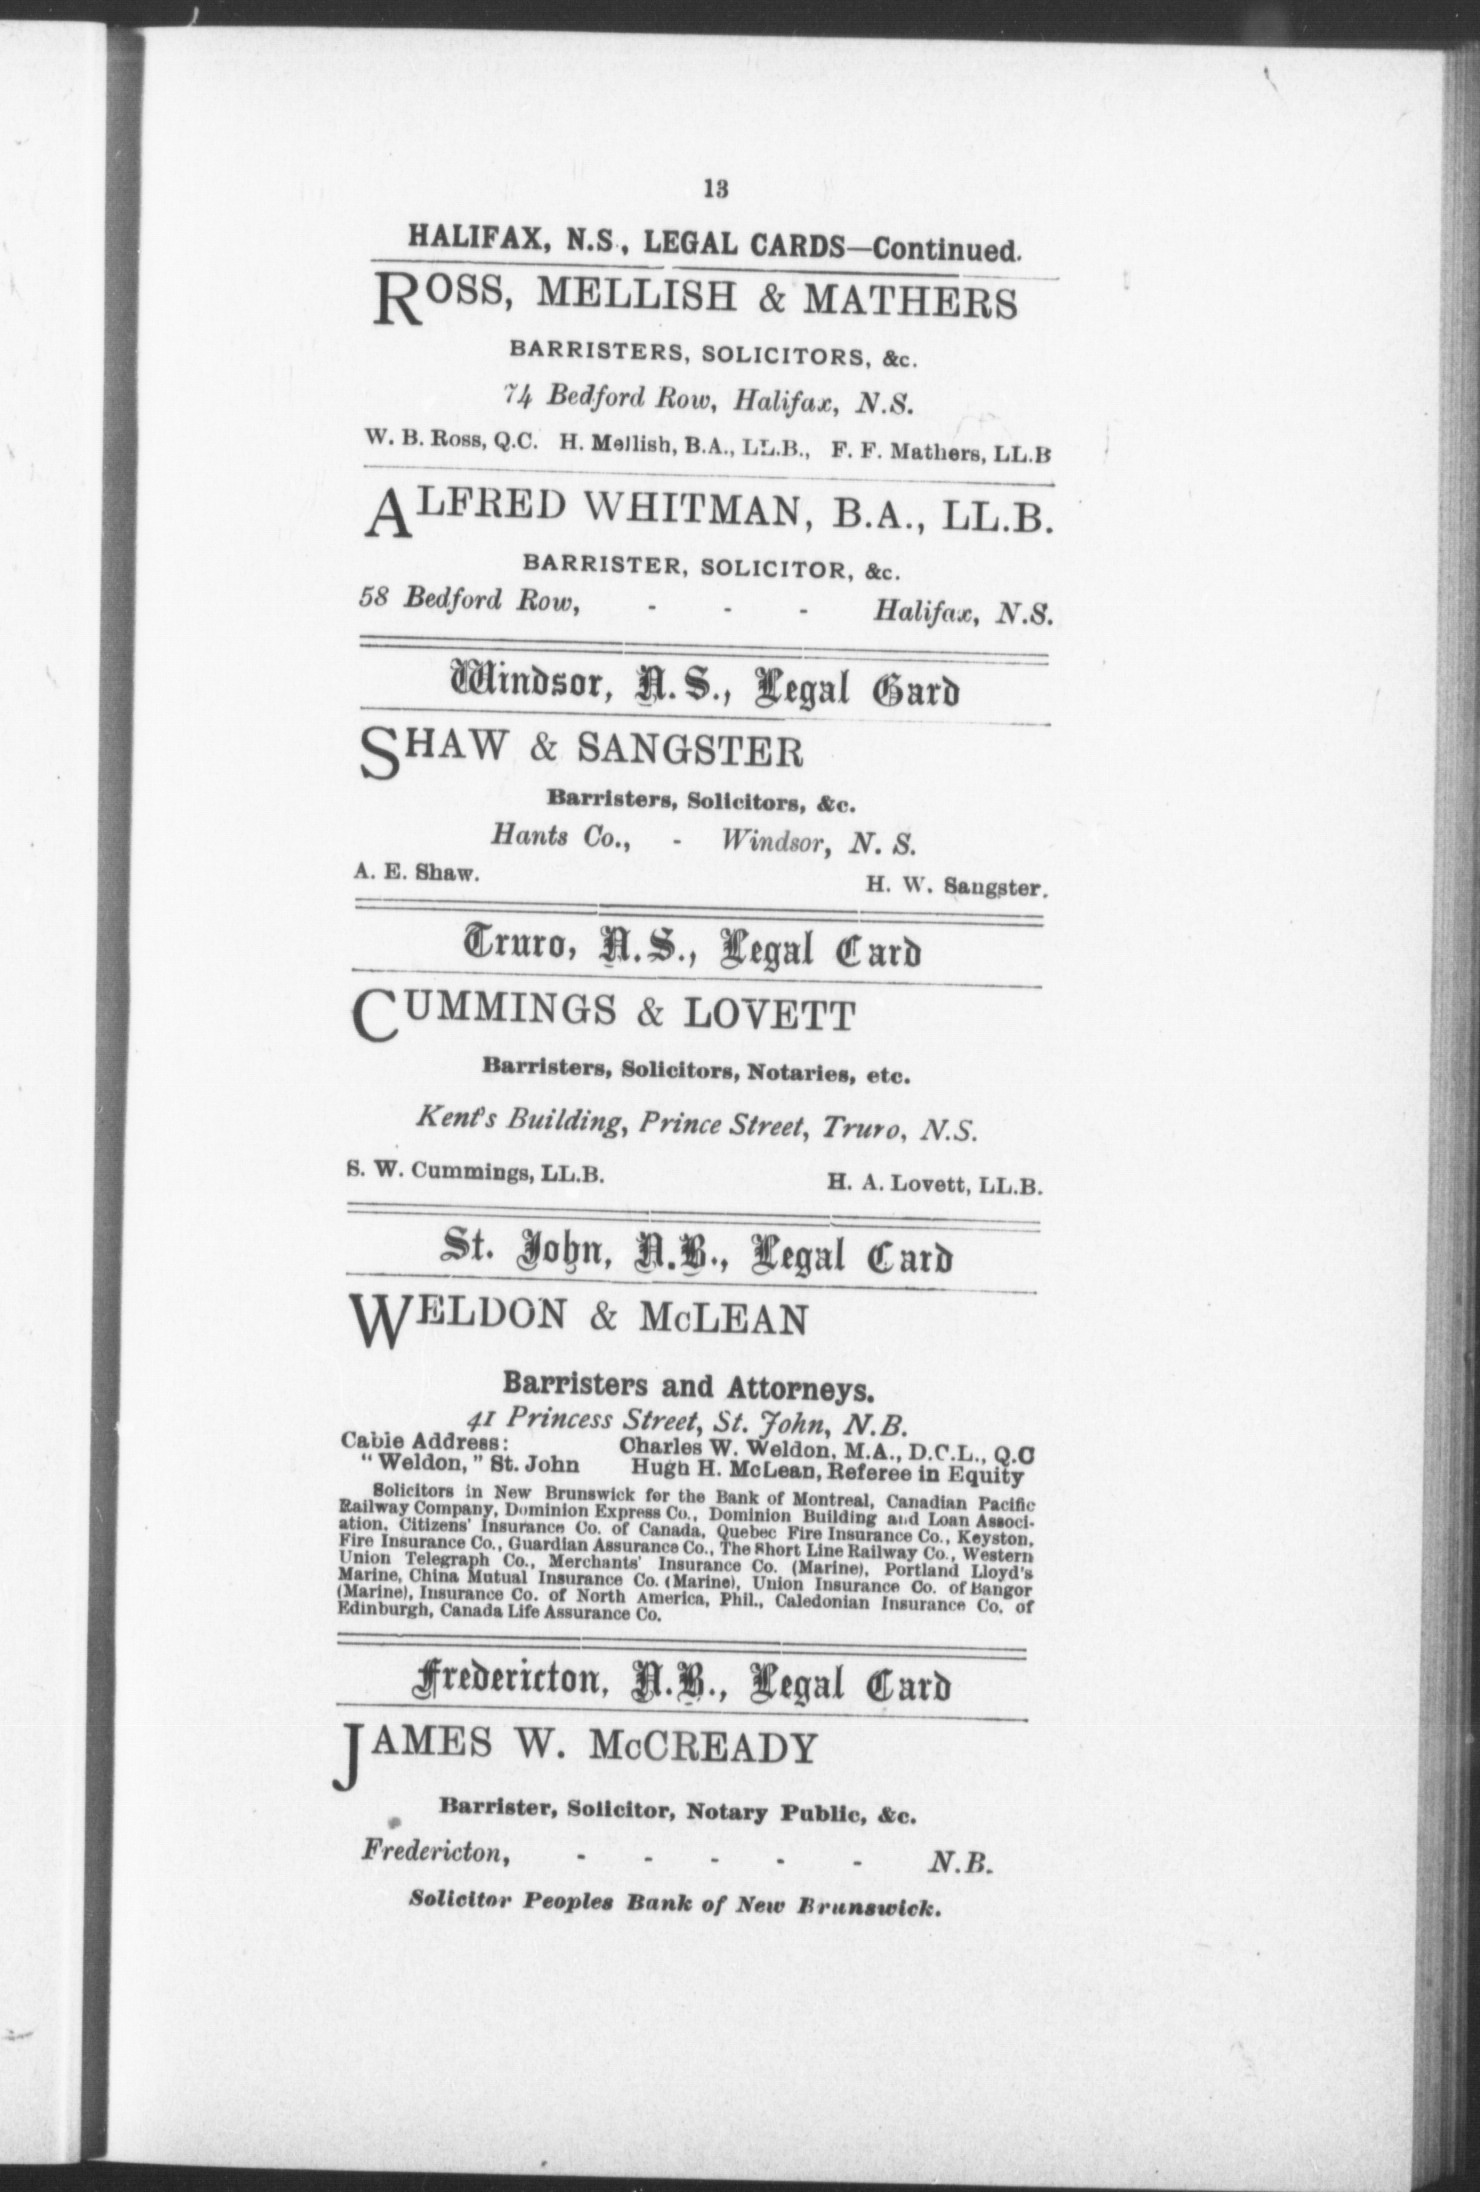 13
HALIFAX, N.S., LEGAL CARDS—Continued.
ROSS, MELLISH & MATHERS
BARRISTERS, SOLICITORS, &c.
74 Bedford Row, Halifax, N.S.
W. B. Ross, Q.C. H. Mellish, B.A., LL.B., F. F. Mathers, LL.B
ALFRED WHITMAN, B.A., LL.B.
BARRISTER, SOLICITOR, &c.
58 Bedford Row, - - - Halifax, N.S.
Windsor, N.S., Legal Gard
SHAW & SANGSTER
Barristers, Solicitors, &c.
Hants Co., - Windsor, N. S.
A. E. Shaw. H. W. Sangster.
Truro, N.S., Legal Card
CUMMINGS & LOVETT
Barristers, Solicitors, Notaries, etc.
Kent's Building, Prince Street, Truro, N.S.
S. W. Cummings, LL.B. H. A. Lovett, LL.B.
St. John, N.B., Legal Card
WELDON & McLEAN
Barristers and Attorneys.
41 Princess Street, St. John, N.B.
Cable Address: Charles W. Weldon, M.A., D.C.L., Q.C
"Weldon," St. John Hugh H. McLean, Referee in Equity
Solicitors in New Brunswick for the Bank of Montreal, Canadian Pacific
Railway Company, Dominion Express Co., Dominion Building and Loan Associ-
ation, Citizens' Insurance Co. of Canada, Quebec Fire Insurance Co., Keyston,
Fire Insurance Co., Guardian Assurance Co., The Short Line Railway Co., Western
Union Telegraph Co., Merchants' Insurance Co. (Marine), Portland Lloyd's
Marine, China Mutual Insurance Co. (Marine), Union Insurance Co. of Bangor
(Marine), Insurance Co. of North America, Phil., Caledonian Insurance Co. of
Edinburgh, Canada Life Assurance Co.
Fredericton, N.B., Legal Card
JAMES W. McCREADY
Barrister, Solicitor, Notary Public, &c.
Fredericton, - - - - - N.B.
Solicitor Peoples Bank of New Brunswick.